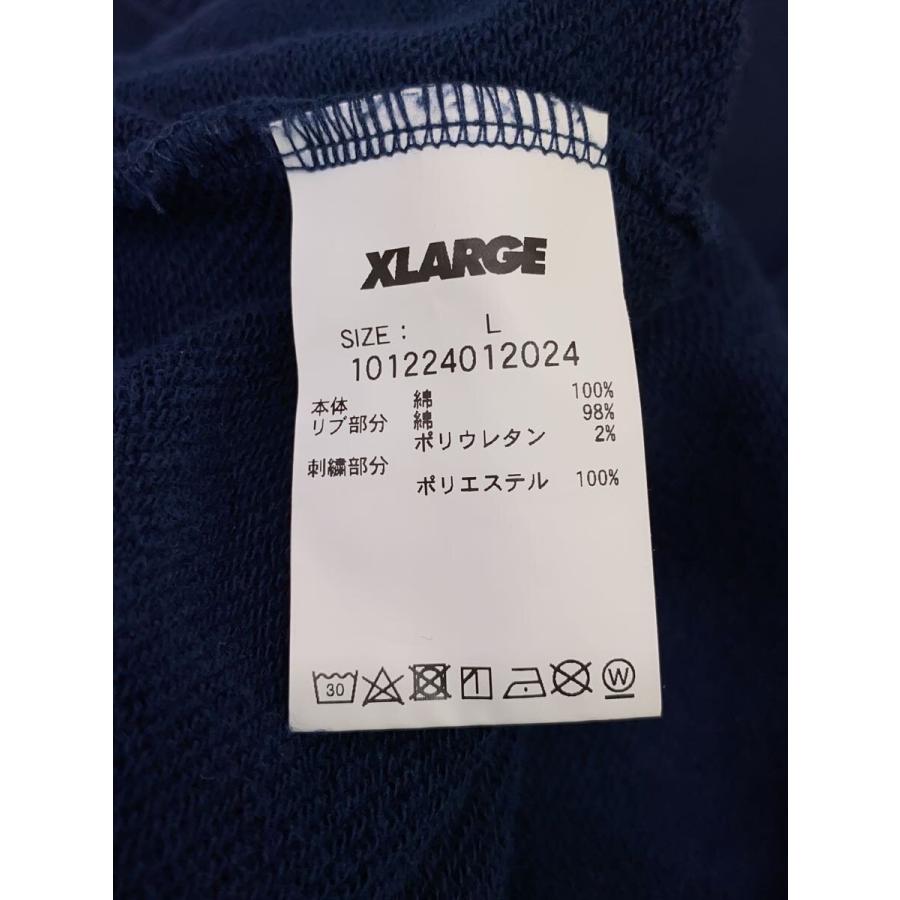 XLARGE
SIZE : L
101224012024
本体 綿 100%
リブ部分 綿 98%
ポリウレタン 2%
刺繍部分
ポリエステル 100%
30
W